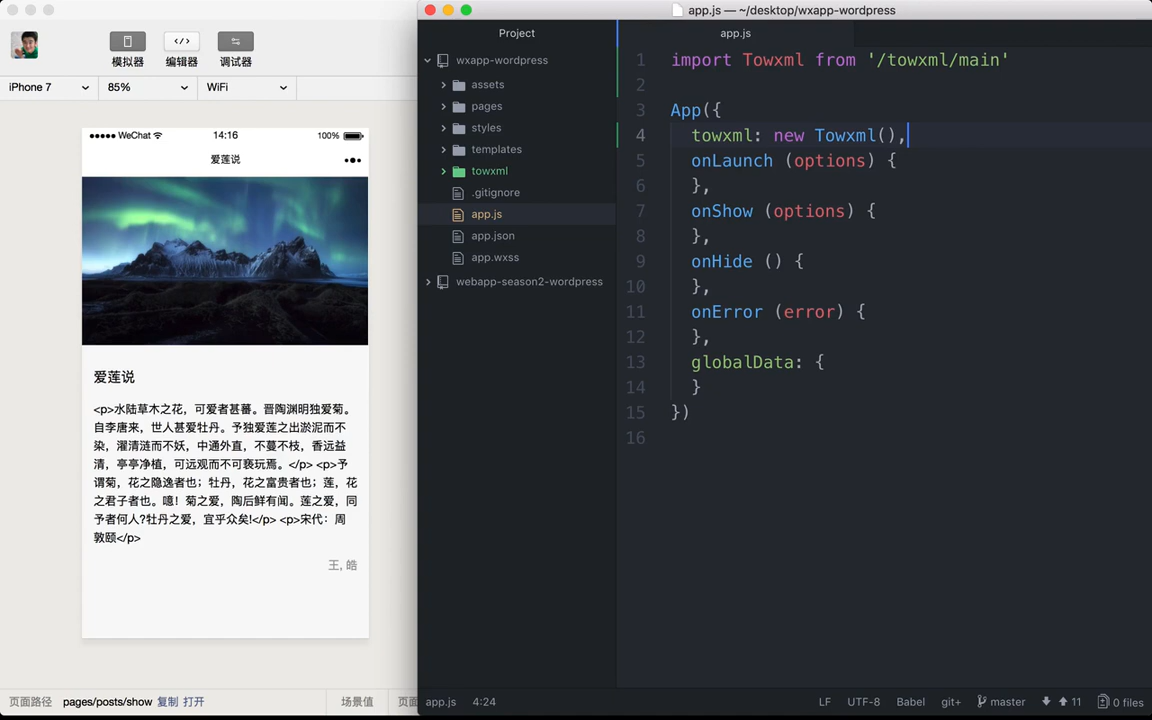 模拟器 编辑器 调试器
iPhone 7 85% WiFi
WeChat 14:16 100%
爱莲说
爱莲说
<p>水陆草木之花，可爱者甚蕃。晋陶渊明独爱菊。
自李唐来，世人甚爱牡丹。予独爱莲之出淤泥而不
染，濯清涟而不妖，中通外直，不蔓不枝，香远益
清，亭亭净植，可远观而不可亵玩焉。</p> <p>予
谓菊，花之隐逸者也；牡丹，花之富贵者也；莲，花
之君子者也。噫！菊之爱，陶后鲜有闻。莲之爱，同
予者何人?牡丹之爱，宜乎众矣!</p> <p>宋代：周
敦颐</p>
王, 皓
页面路径 pages/posts/show 复制 打开 场景值 页面
app.js — ~/desktop/wxapp-wordpress
Project
wxapp-wordpress
assets
pages
styles
templates
towxml
.gitignore
app.js
app.json
app.wxss
webapp-season2-wordpress
app.js
1 import Towxml from '/towxml/main'
2
3 App({
4 towxml: new Towxml(),
5 onLaunch (options) {
6 },
7 onShow (options) {
8 },
9 onHide () {
10 },
11 onError (error) {
12 },
13 globalData: {
14 }
15 })
16
app.js 4:24 LF UTF-8 Babel git+ master 11 0 files